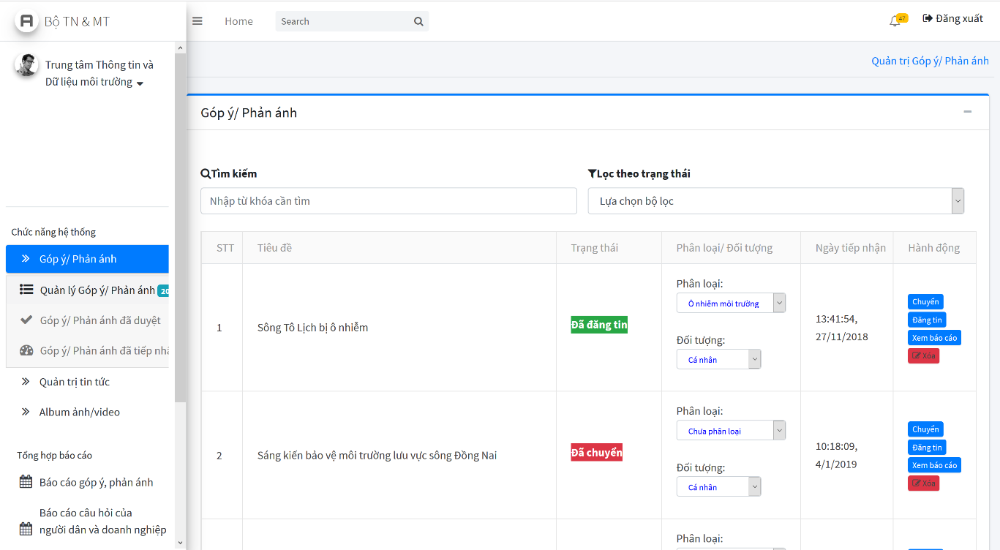 Bộ TN & MT
Home
Search
47
Đăng xuất
Trung tâm Thông tin và
Dữ liệu môi trường
Quản trị Góp ý/ Phản ánh
Góp ý/ Phản ánh
Tìm kiếm
Lọc theo trạng thái
Nhập từ khóa cần tìm
Lựa chọn bộ lọc
Chức năng hệ thống
Góp ý/ Phản ánh
Quản lý Góp ý/ Phản ánh 20
Góp ý/ Phản ánh đã duyệt
Góp ý/ Phản ánh đã tiếp
Quản trị tin tức
Album ảnh/video
Tổng hợp báo cáo
Báo cáo góp ý, phản ánh
Báo cáo câu hỏi của
người dân và doanh nghiệp
STT Tiêu đề Trạng thái Phân loại/ Đối tượng Ngày tiếp nhận Hành động
1
Sông Tô Lịch bị ô nhiễm
Đã đăng tin
Phân loại:
Ô nhiễm môi trường
Đối tượng:
Cá nhân
13:41:54,
27/11/2018
Chuyển
Đăng tin
Xem báo cáo
Xóa
2
Sáng kiến bảo vệ môi trường lưu vực sông Đồng Nai
Đã chuyển
Phân loại:
Chưa phân loại
Đối tượng:
Cá nhân
10:18:09,
4/1/2019
Chuyển
Đăng tin
Xem báo cáo
Xóa
Phân loại: